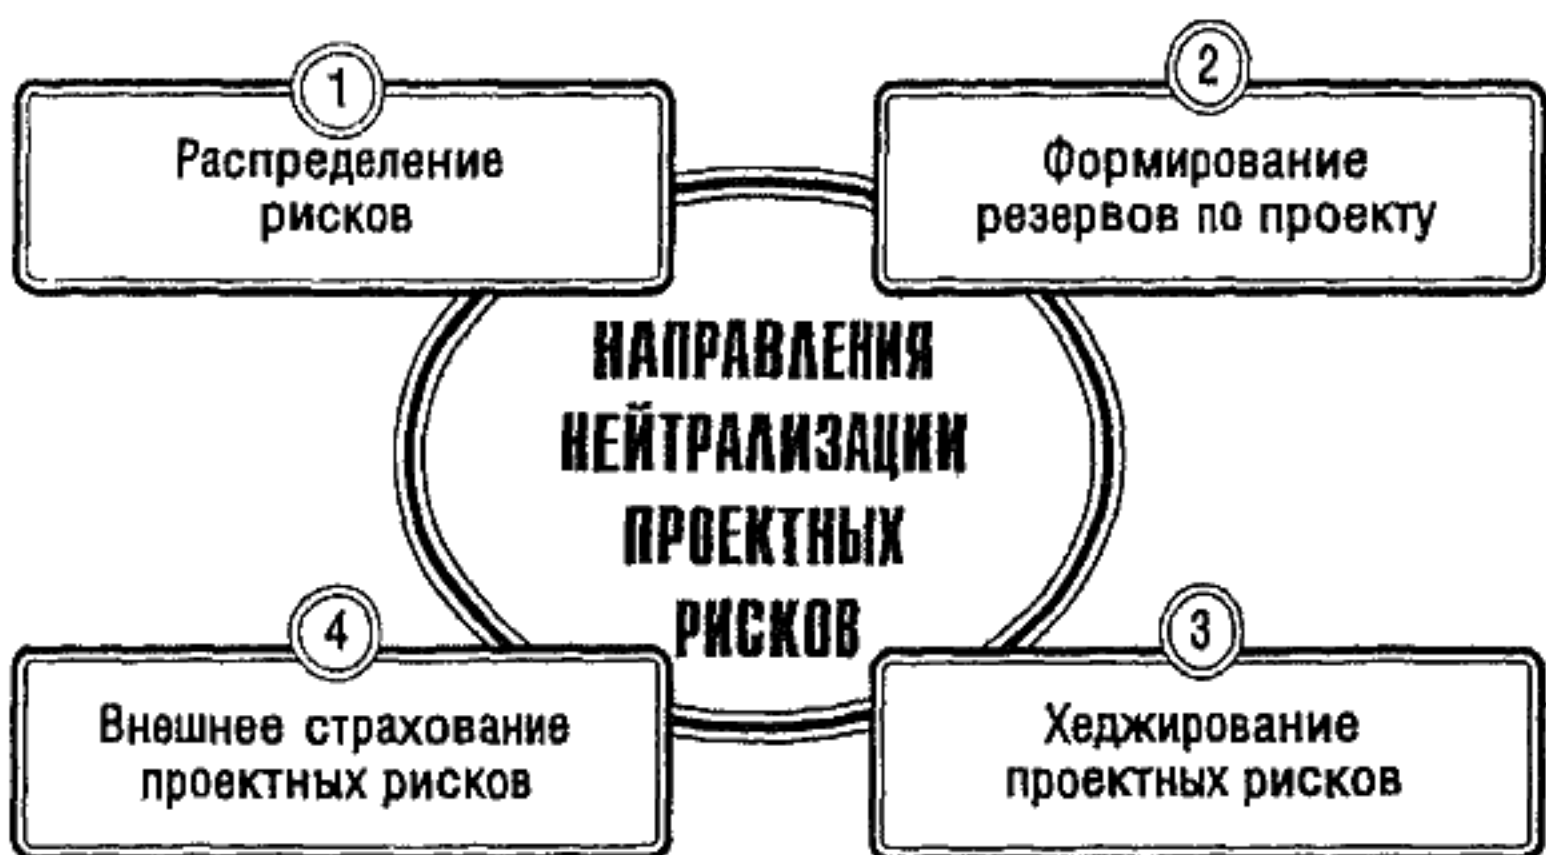 1
Распределение
рисков
2
Формирование
резервов по проекту
НАПРАВЛЕНИЯ
НЕЙТРАЛИЗАЦИИ
ПРОЕКТНЫХ
РИСКОВ
4
Внешнее страхование
проектных рисков
3
Хеджирование
проектных рисков